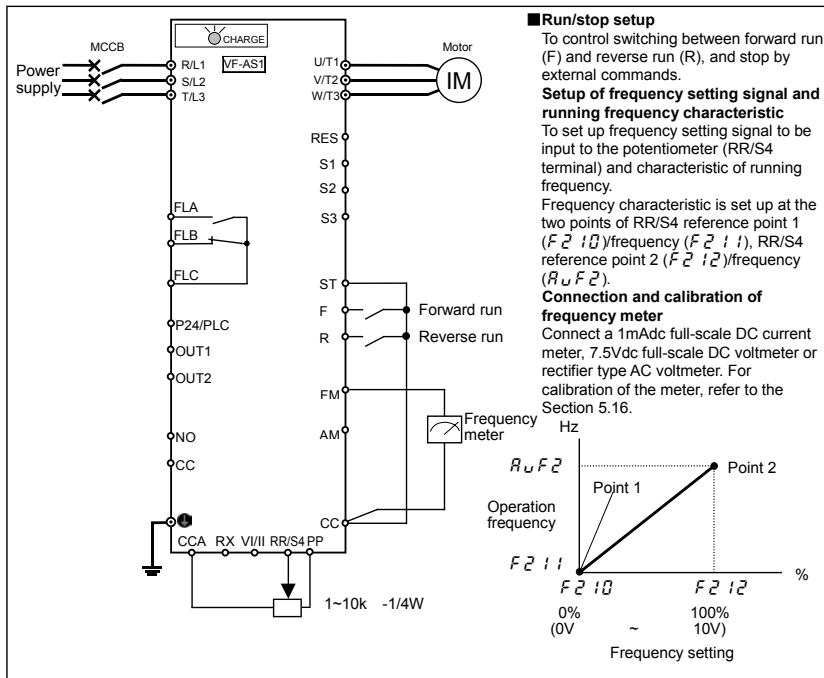 MCCB
Power
supply
R/L1
S/L2
T/L3
CHARGE
VF-AS1
U/T1
V/T2
W/T3
Motor
IM
RES
S1
S2
S3
FLA
FLB
FLC
ST
F
Forward run
R
Reverse run
P24/PLC
OUT1
OUT2
FM
AM
Frequency
meter
NO
CC
CC
CCA RX VI/II RR/S4 PP
1~10k -1/4W
■Run/stop setup
To control switching between forward run
(F) and reverse run (R), and stop by
external commands.
Setup of frequency setting signal and
running frequency characteristic
To set up frequency setting signal to be
input to the potentiometer (RR/S4
terminal) and characteristic of running
frequency.
Frequency characteristic is set up at the
two points of RR/S4 reference point 1
(F210)/frequency (F211), RR/S4
reference point 2 (F212)/frequency
(AuF2).
Connection and calibration of
frequency meter
Connect a 1mAdc full-scale DC current
meter, 7.5Vdc full-scale DC voltmeter or
rectifier type AC voltmeter. For
calibration of the meter, refer to the
Section 5.16.
Hz
AuF2
Point 2
Point 1
Operation
frequency
F211
%
F210 F212
0% 100%
(0V ~ 10V)
Frequency setting